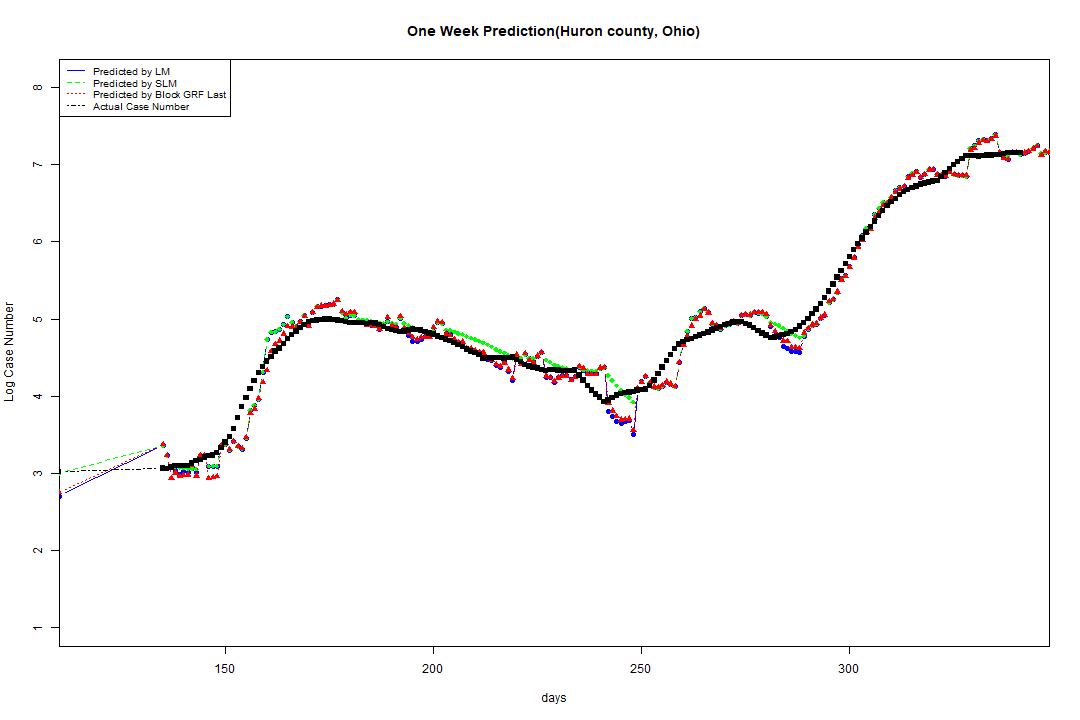 One Week Prediction(Huron county, Ohio)
Predicted by LM
Predicted by SLM
Predicted by Block GRF Last
Actual Case Number
8
7
6
5
4
3
2
1
Log Case Number
150 200 250 300
days